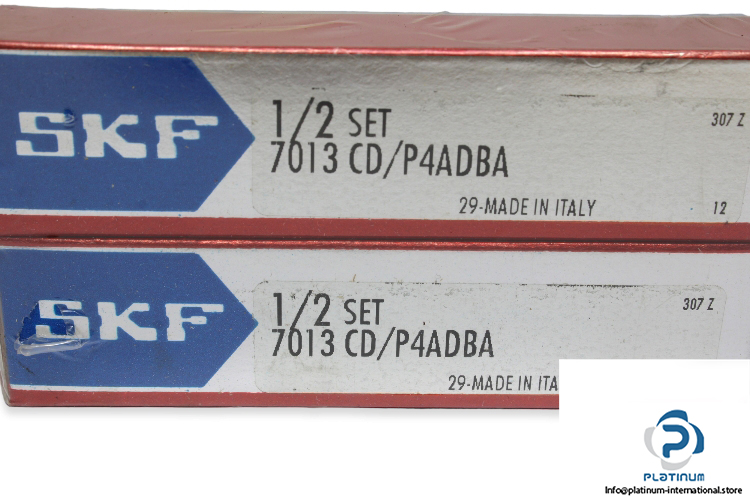 SKF
1/2 SET
7013 CD/P4ADBA
307 Z
29-MADE IN ITALY
12
SKF
1/2 SET
7013 CD/P4ADBA
307 Z
29-MADE IN ITA
PLATINUM
Info@platinum-international.store